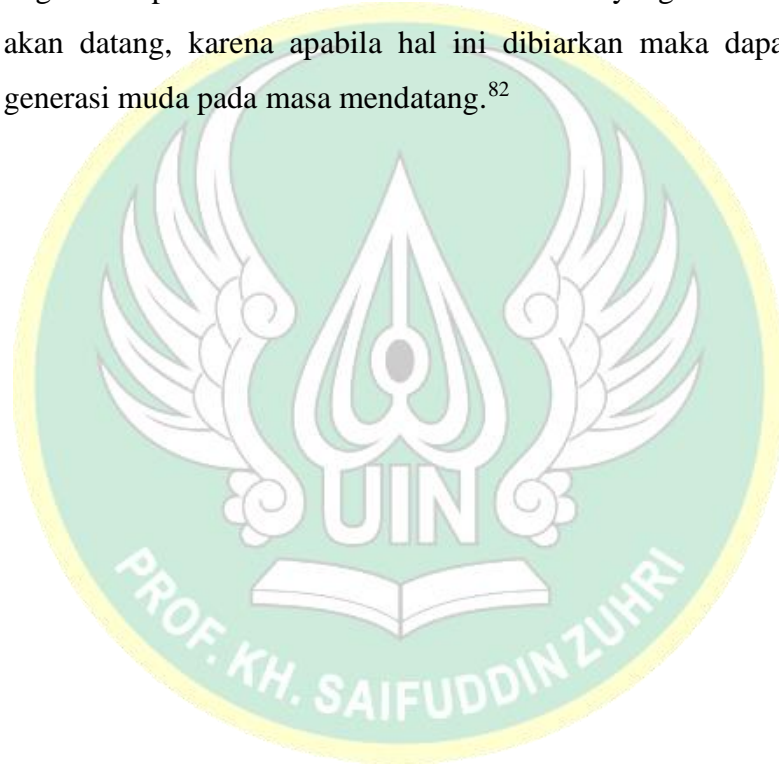 akan datang, karena apabila hal ini dibiarkan maka dapa
generasi muda pada masa mendatang.⁸²
UIN
PROF. KH. SAIFUDDIN ZUHRI